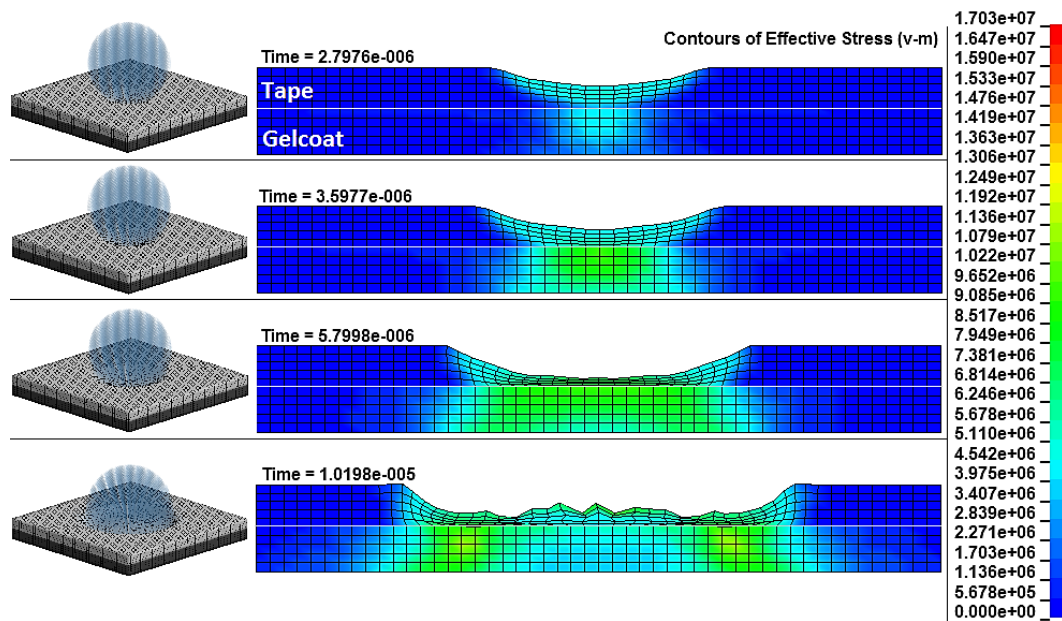 Time = 2.7976e-006
Contours of Effective Stress (v-m)
Tape
Gelcoat
Time = 3.5977e-006
Time = 5.7998e-006
Time = 1.0198e-005
1.703e+07
1.647e+07
1.590e+07
1.533e+07
1.476e+07
1.419e+07
1.363e+07
1.306e+07
1.249e+07
1.192e+07
1.136e+07
1.079e+07
1.022e+07
9.652e+06
9.085e+06
8.517e+06
7.949e+06
7.381e+06
6.814e+06
6.246e+06
5.678e+06
5.110e+06
4.542e+06
3.975e+06
3.407e+06
2.839e+06
2.271e+06
1.703e+06
1.136e+06
5.678e+05
0.000e+00